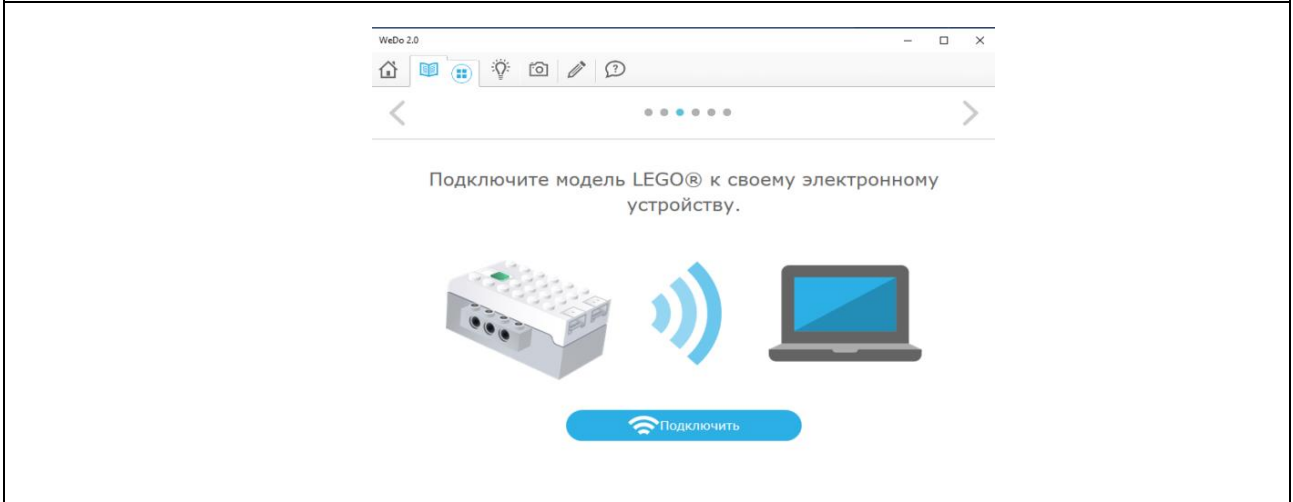 WeDo 2.0
Подключите модель LEGO® к своему электронному
устройству.
Подключить